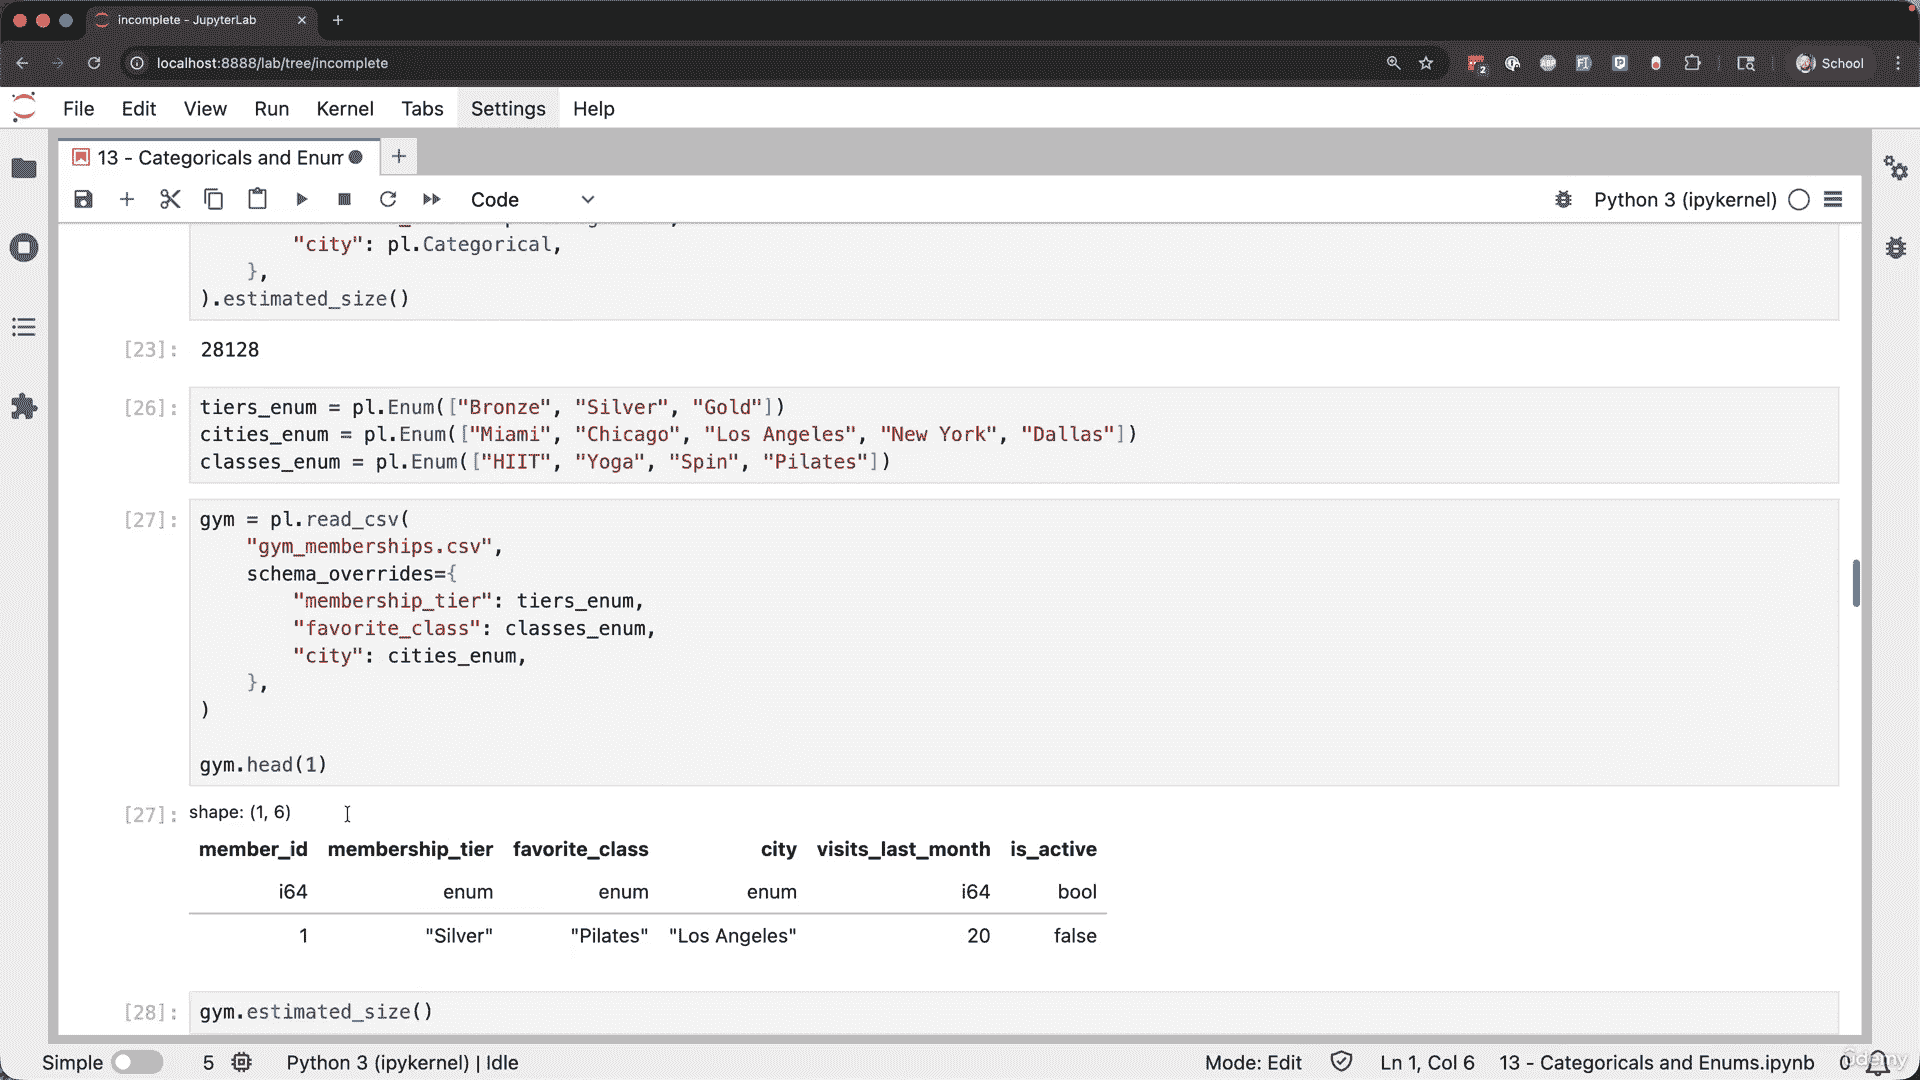 incomplete - JupyterLab
localhost:8888/lab/tree/incomplete
2
ABP
School
File Edit View Run Kernel Tabs Settings Help
13 - Categoricals and Enum
Code
Python 3 (ipykernel)
"city": pl.Categorical,
},
).estimated_size()
[23]: 28128
[26]: tiers_enum = pl.Enum(["Bronze", "Silver", "Gold"])
cities_enum = pl.Enum(["Miami", "Chicago", "Los Angeles", "New York", "Dallas"])
classes_enum = pl.Enum(["HIIT", "Yoga", "Spin", "Pilates"])
[27]: gym = pl.read_csv(
"gym_memberships.csv",
schema_overrides={
"membership_tier": tiers_enum,
"favorite_class": classes_enum,
"city": cities_enum,
},
)
gym.head(1)
[27]: shape: (1, 6)
member_id membership_tier favorite_class city visits_last_month is_active
i64 enum enum enum i64 bool
1 "Silver" "Pilates" "Los Angeles" 20 false
[28]: gym.estimated_size()
Simple 5 Python 3 (ipykernel) | Idle Mode: Edit Ln 1, Col 6 13 - Categoricals and Enums.ipynb 0
udemy